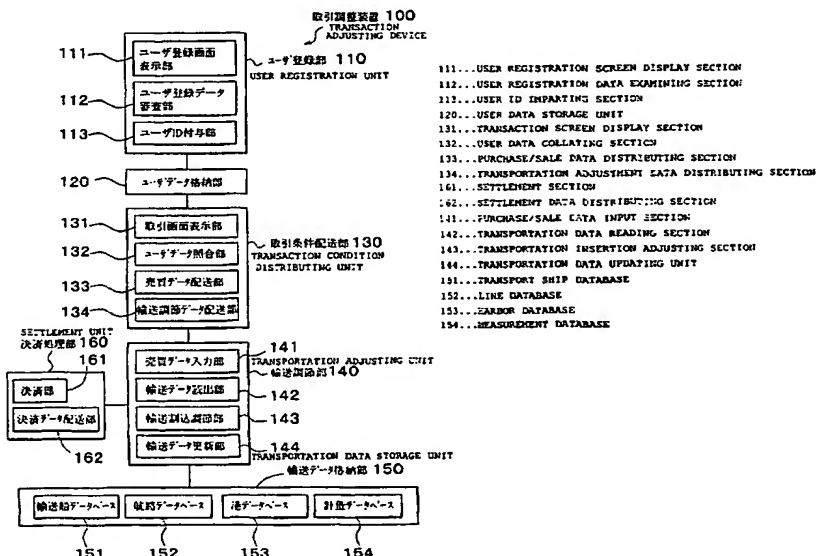 取引調整装置 100
TRANSACTION
ADJUSTING DEVICE
111
ユーザ登録画面
表示部
ユーザ登録部 110
USER REGISTRATION UNIT
112
ユーザ登録データ
審査部
113
ユーザID付与部
120
ユーザデータ格納部
131
取引画面表示部
132
ユーザデータ照合部
133
売買データ配送部
134
輸送調節データ配送部
取引条件配送部 130
TRANSACTION CONDITION
DISTRIBUTING UNIT
SETTLEMENT UNIT
決済処理部 160
161
決済部
決済データ配送部
162
141
売買データ入力部
TRANSPORTATION ADJUSTING UNIT
輸送調節部 140
輸送データ読出部
142
輸送割込調節部
143
輸送データ更新部
144
TRANSPORTATION DATA STORAGE UNIT
輸送データ格納部 150
輸送船データベース
航路データベース
港データベース
計量データベース
151
152
153
154
111...USER REGISTRATION SCREEN DISPLAY SECTION
112...USER REGISTRATION DATA EXAMINING SECTION
113...USER ID IMPARTING SECTION
120...USER DATA STORAGE UNIT
131...TRANSACTION SCREEN DISPLAY SECTION
132...USER DATA COLLATING SECTION
133...PURCHASE/SALE DATA DISTRIBUTING SECTION
134...TRANSPORTATION ADJUSTMENT DATA DISTRIBUTING SECTION
161...SETTLEMENT SECTION
162...SETTLEMENT DATA DISTRIBUTING SECTION
141...PURCHASE/SALE DATA INPUT SECTION
142...TRANSPORTATION DATA READING SECTION
143...TRANSPORTATION INSERTION ADJUSTING SECTION
144...TRANSPORTATION DATA UPDATING UNIT
151...TRANSPORT SHIP DATABASE
152...LINE DATABASE
153...HARBOR DATABASE
154...MEASUREMENT DATABASE